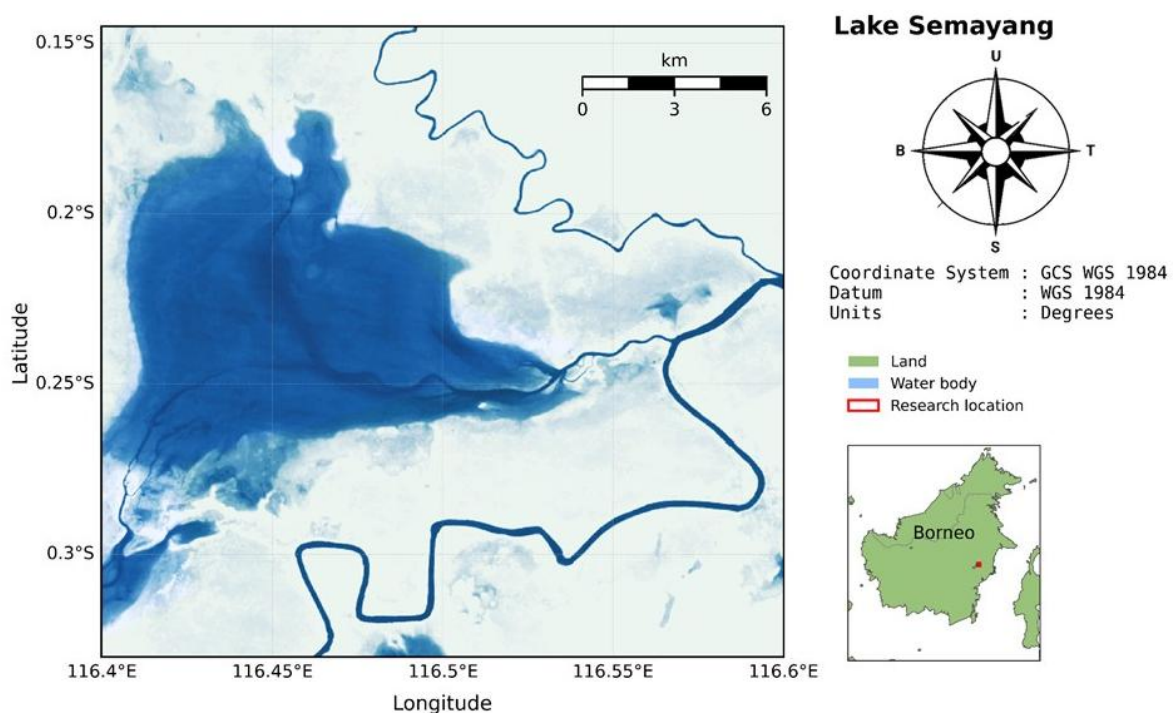 Lake Semayang
U
B
T
S
km
0 3 6
0.15°S
0.2°S
0.25°S
0.3°S
Latitude
116.4°E 116.45°E 116.5°E 116.55°E 116.6°E
Longitude
Coordinate System : GCS WGS 1984
Datum : WGS 1984
Units : Degrees
Land
Water body
Research location
Borneo